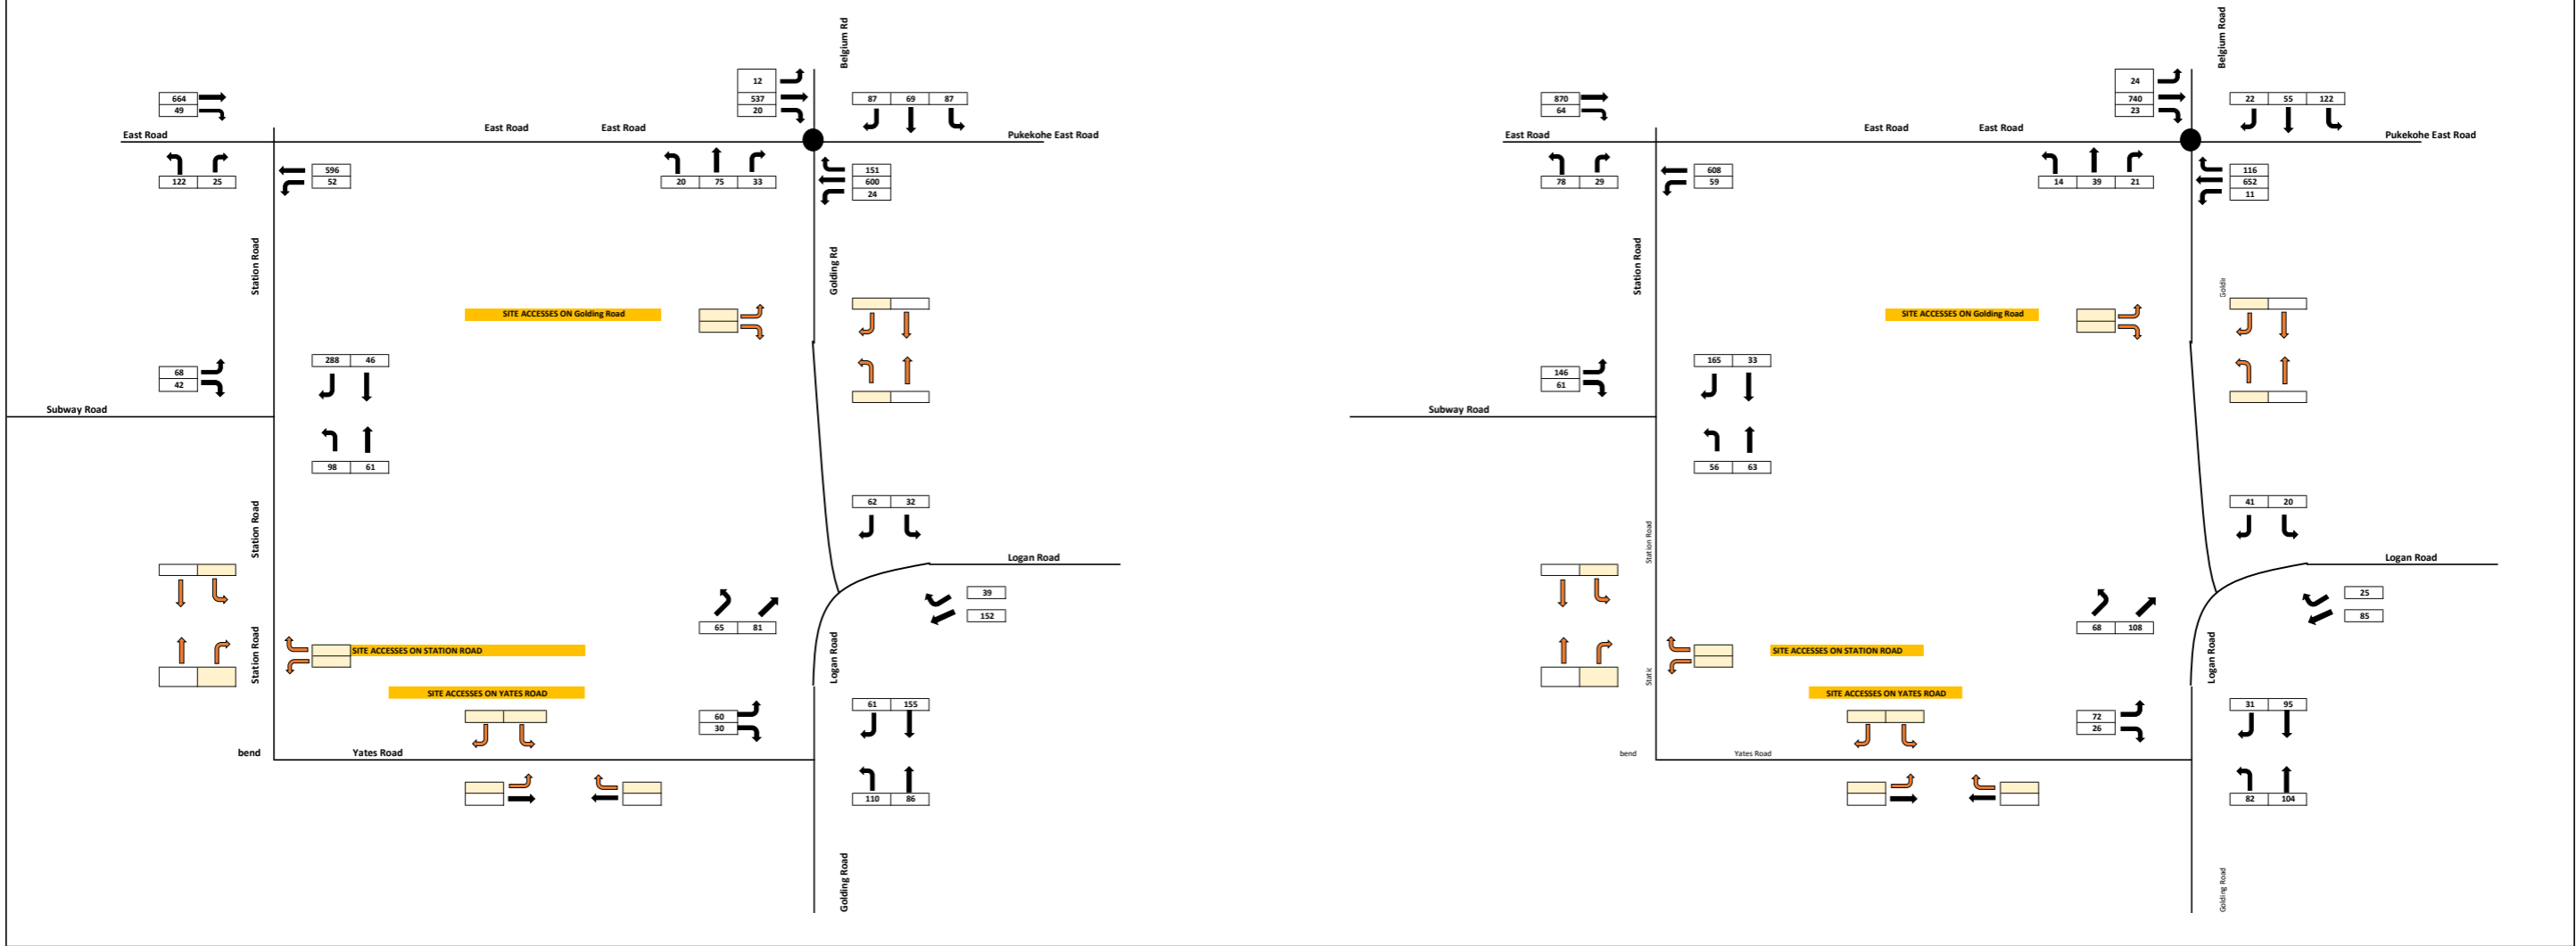 Belgium Rd
12
537
20
664
49
87 69 87
East Road
East Road
East Road
Pukekohe East Road
122 25
596
52
20 75 33
151
600
24
Station Road
Golding Rd
SITE ACCESSES ON Golding Road
288 46
68
42
Subway Road
98 61
62 32
Station Road
Logan Road
39
152
65 81
Station Road
SITE ACCESSES ON STATION ROAD
Logan Road
SITE ACCESSES ON YATES ROAD
60
30
61 155
bend
Yates Road
110 86
Golding Road
Belgium Road
24
740
23
870
64
22 55 122
East Road
East Road
East Road
Pukekohe East Road
78 29
608
59
14 39 21
116
652
11
Station Road
Goldi
SITE ACCESSES ON Golding Road
165 33
146
61
Subway Road
56 63
41 20
Station Road
Logan Road
25
85
68 108
Static
SITE ACCESSES ON STATION ROAD
Logan Road
SITE ACCESSES ON YATES ROAD
72
26
31 95
bend
Yates Road
82 104
Golding Road